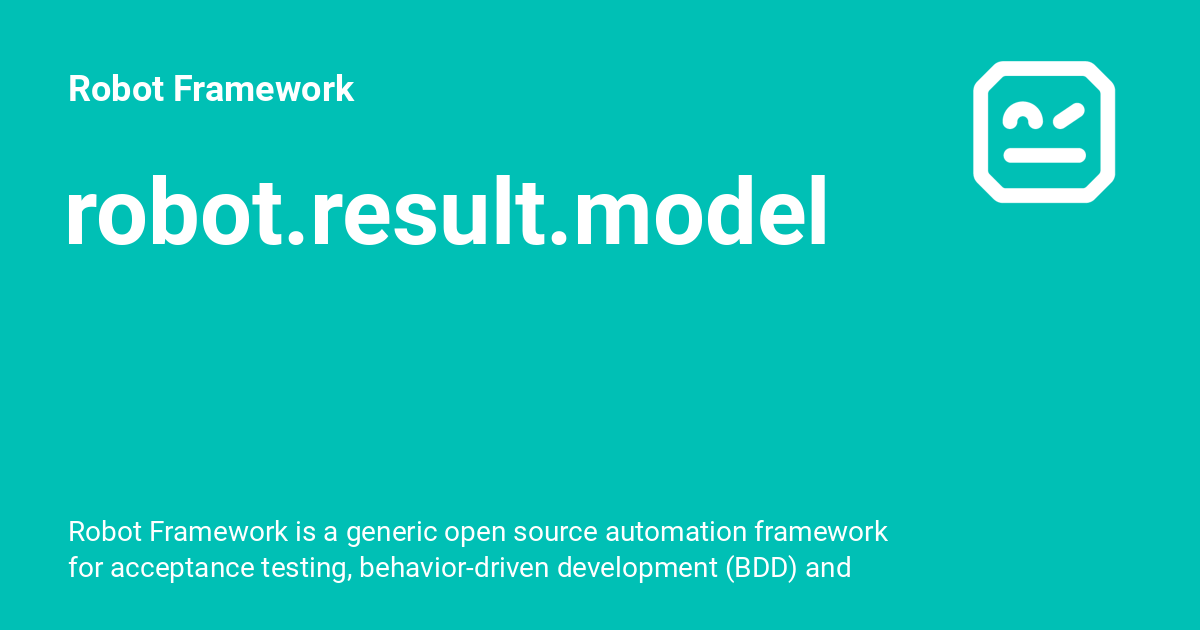 Robot Framework
robot.result.model
Robot Framework is a generic open source automation framework
for acceptance testing, behavior-driven development (BDD) and